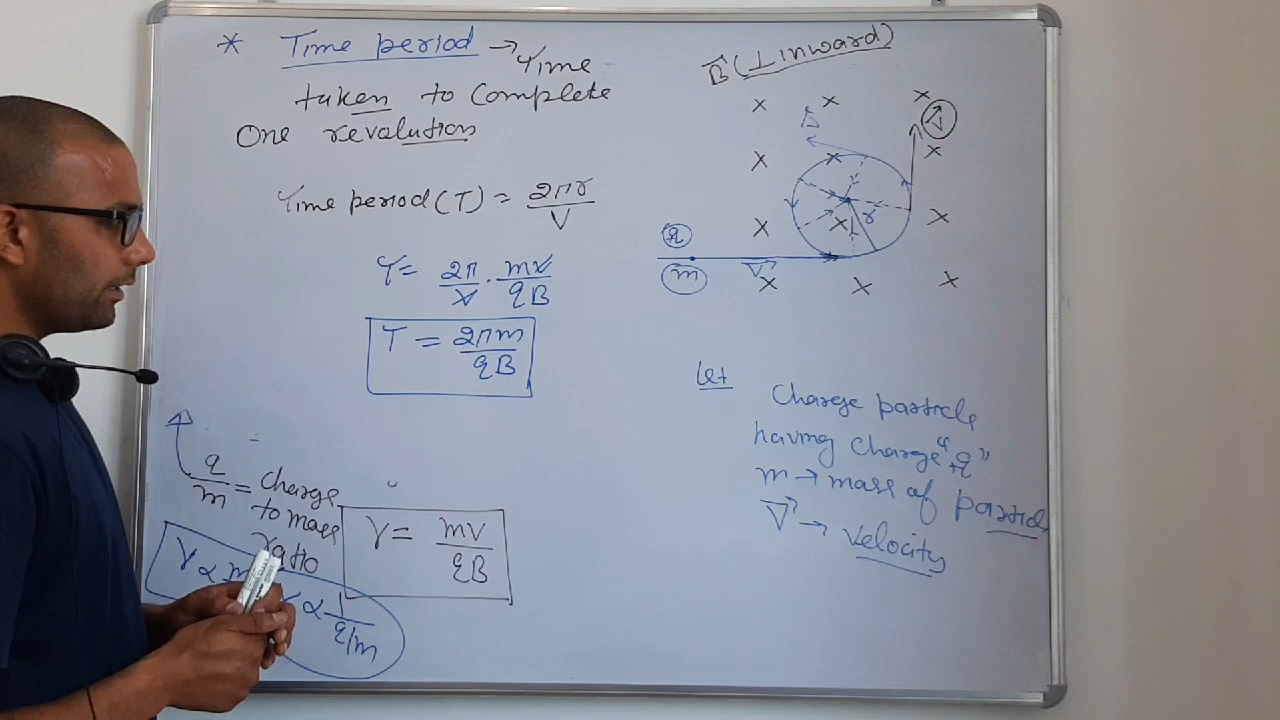 * Time period → Time
taken to Complete
One revolution
Time period (T) = 2πr/V
T = 2π/v · mv/qB
T = 2πm/qB
q/m = Charge
to mass
ratio
r = mv/qB
r ∝ m
∝ 1/q/m
B⃗ (⊥ inward)
x x x
V⃗
x x x
r
x x x
q
m
V⃗
x x x
Let Charge particle
having Charge "+q"
m → mass of particle
V⃗ → Velocity